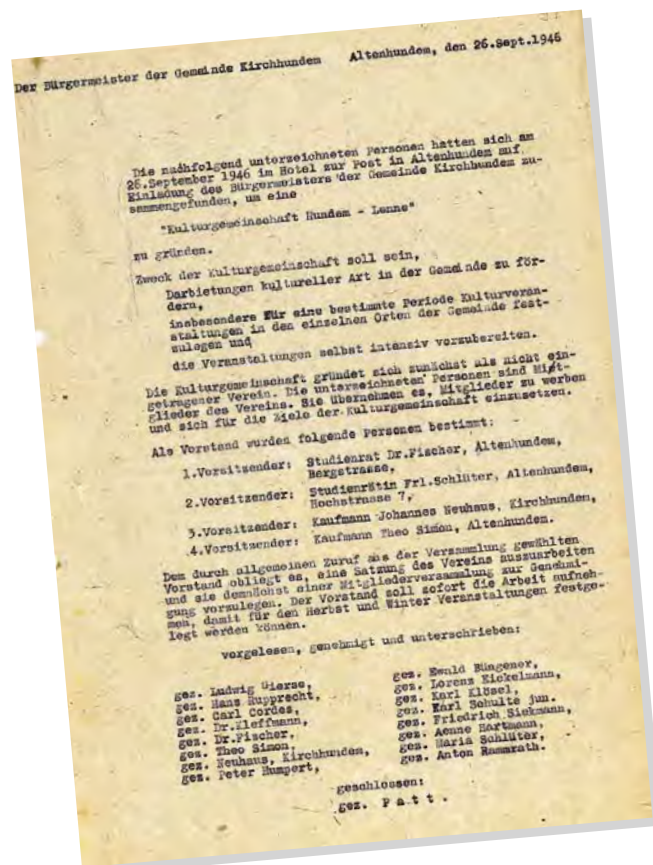 Der Bürgermeister der Gemeinde Kirchhundem Altenhundem, den 26.Sept.1946
Die nachfolgend unterzeichneten Personen hatten sich am
26.September 1946 im Hotel zur Post in Altenhundem auf
Einladung des Bürgermeisters der Gemeinde Kirchhundem zu-
sammengefunden, um eine
"Kulturgemeinschaft Hundem - Lenne"
zu gründen.
Zweck der Kulturgemeinschaft soll sein,
Darbietungen kultureller Art in der Gemeinde zu för-
dern,
insbesondere für eine bestimmte Periode Kulturveran-
staltungen in den einzelnen Orten der Gemeinde fest-
zulegen und
die Veranstaltungen selbst intensiv vorzubereiten.
Die Kulturgemeinschaft gründet sich zunächst als nicht ein-
getragener Verein. Die unterzeichneten Personen sind Mit-
glieder des Vereins. Sie übernehmen es, Mitglieder zu werben
und sich für die Ziele der Kulturgemeinschaft einzusetzen.
Als Vorstand wurden folgende Personen bestimmt:
1.Vorsitzender: Studienrat Dr.Fischer, Altenhundem,
Bergstrasse,
2.Vorsitzender: Studienrätin Frl.Schlüter, Altenhundem,
Hochstrasse 7,
3.Vorsitzender: Kaufmann Johannes Neuhaus, Kirchhundem,
4.Vorsitzender: Kaufmann Theo Simon, Altenhundem.
Dem durch allgemeinen Zuruf aus der Versammlung gewählten
Vorstand obliegt es, eine Satzung des Vereins auszuarbeiten
und sie demnächst einer Mitgliederversammlung zur Genehmi-
gung vorzulegen. Der Vorstand soll sofort die Arbeit aufneh-
men, damit für den Herbst und Winter Veranstaltungen festge-
legt werden können.
vorgelesen, genehmigt und unterschrieben:
gez. Ludwig Gierse, gez. Ewald Büngener,
gez. Hans Rupprecht, gez. Lorenz Eickelmann,
gez. Carl Cordes, gez. Karl Klösel,
gez. Dr.Kleffmann, gez. Karl Schulte jun.
gez. Dr.Fischer, gez. Friedrich Siekmann,
gez. Theo Simon, gez. Aenne Hartmann,
gez. Neuhaus, Kirchhundem, gez. Maria Schlüter,
gez. Peter Humpert, gez. Anton Rammrath.
geschlossen:
gez. P a t t .